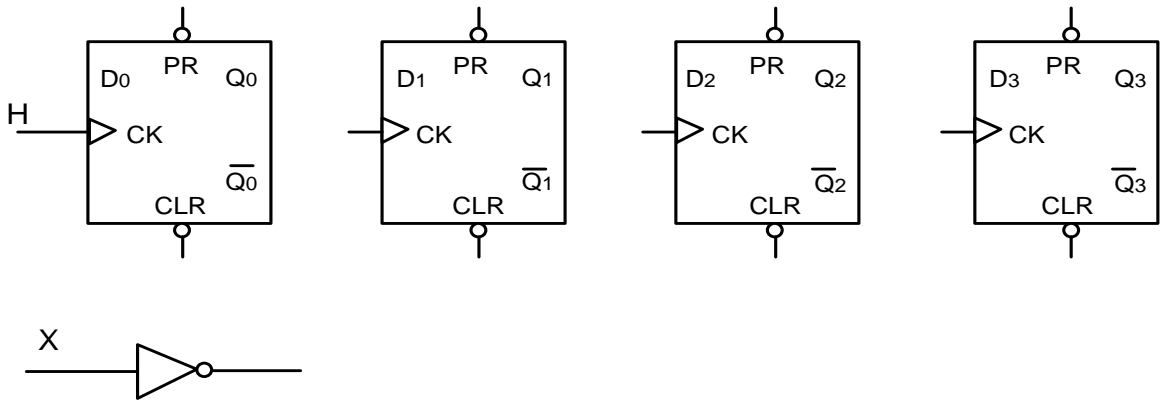 PR PR PR PR
D0 Q0 D1 Q1 D2 Q2 D3 Q3
H CK CK CK CK
Q̅0 Q̅1 Q̅2 Q̅3
CLR CLR CLR CLR
X